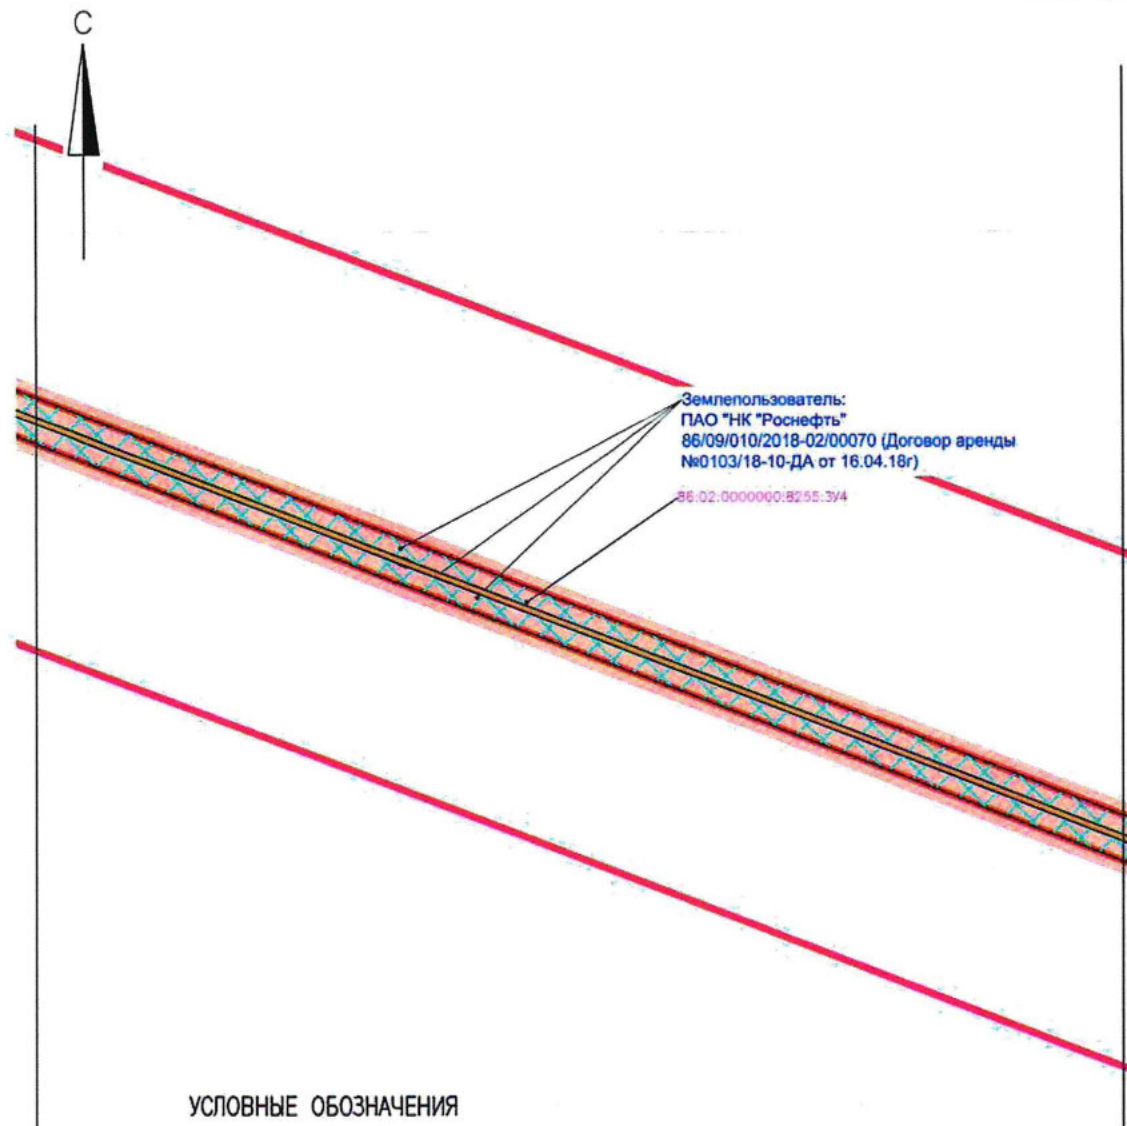 С
Землепользователь:
ПАО "НК "Роснефть"
86/09/010/2018-02/00070 (Договор аренды
№0103/18-10-ДА от 16.04.18г)
86:02:0000000:8255:ЗУ4
УСЛОВНЫЕ ОБОЗНАЧЕНИЯ